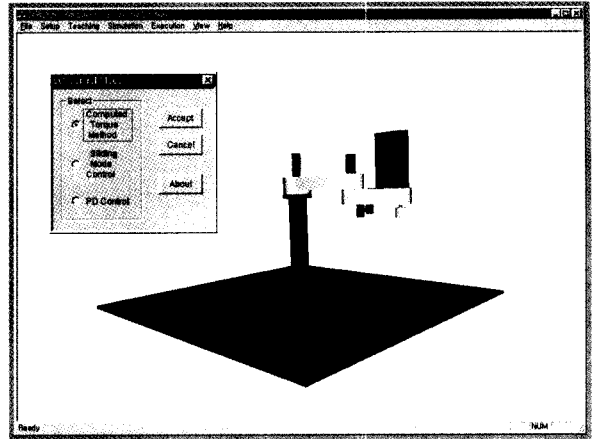 File Setup Teaching Simulation Execution View Help
Select
Computed
Torque
Method
Sliding
Mode
Control
PD Control
Accept
Cancel
About
Ready
NUM